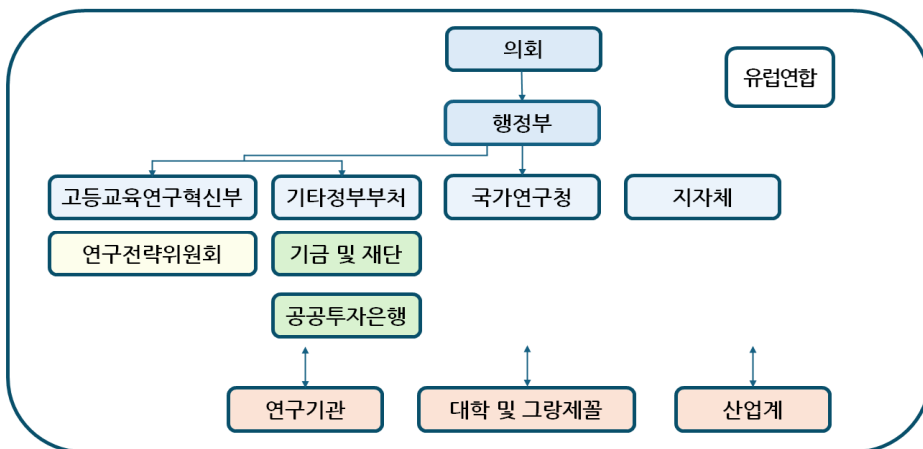 의회
유럽연합
행정부
고등교육연구혁신부
기타정부부처
국가연구청
지자체
연구전략위원회
기금 및 재단
공공투자은행
연구기관
대학 및 그랑제꼴
산업계